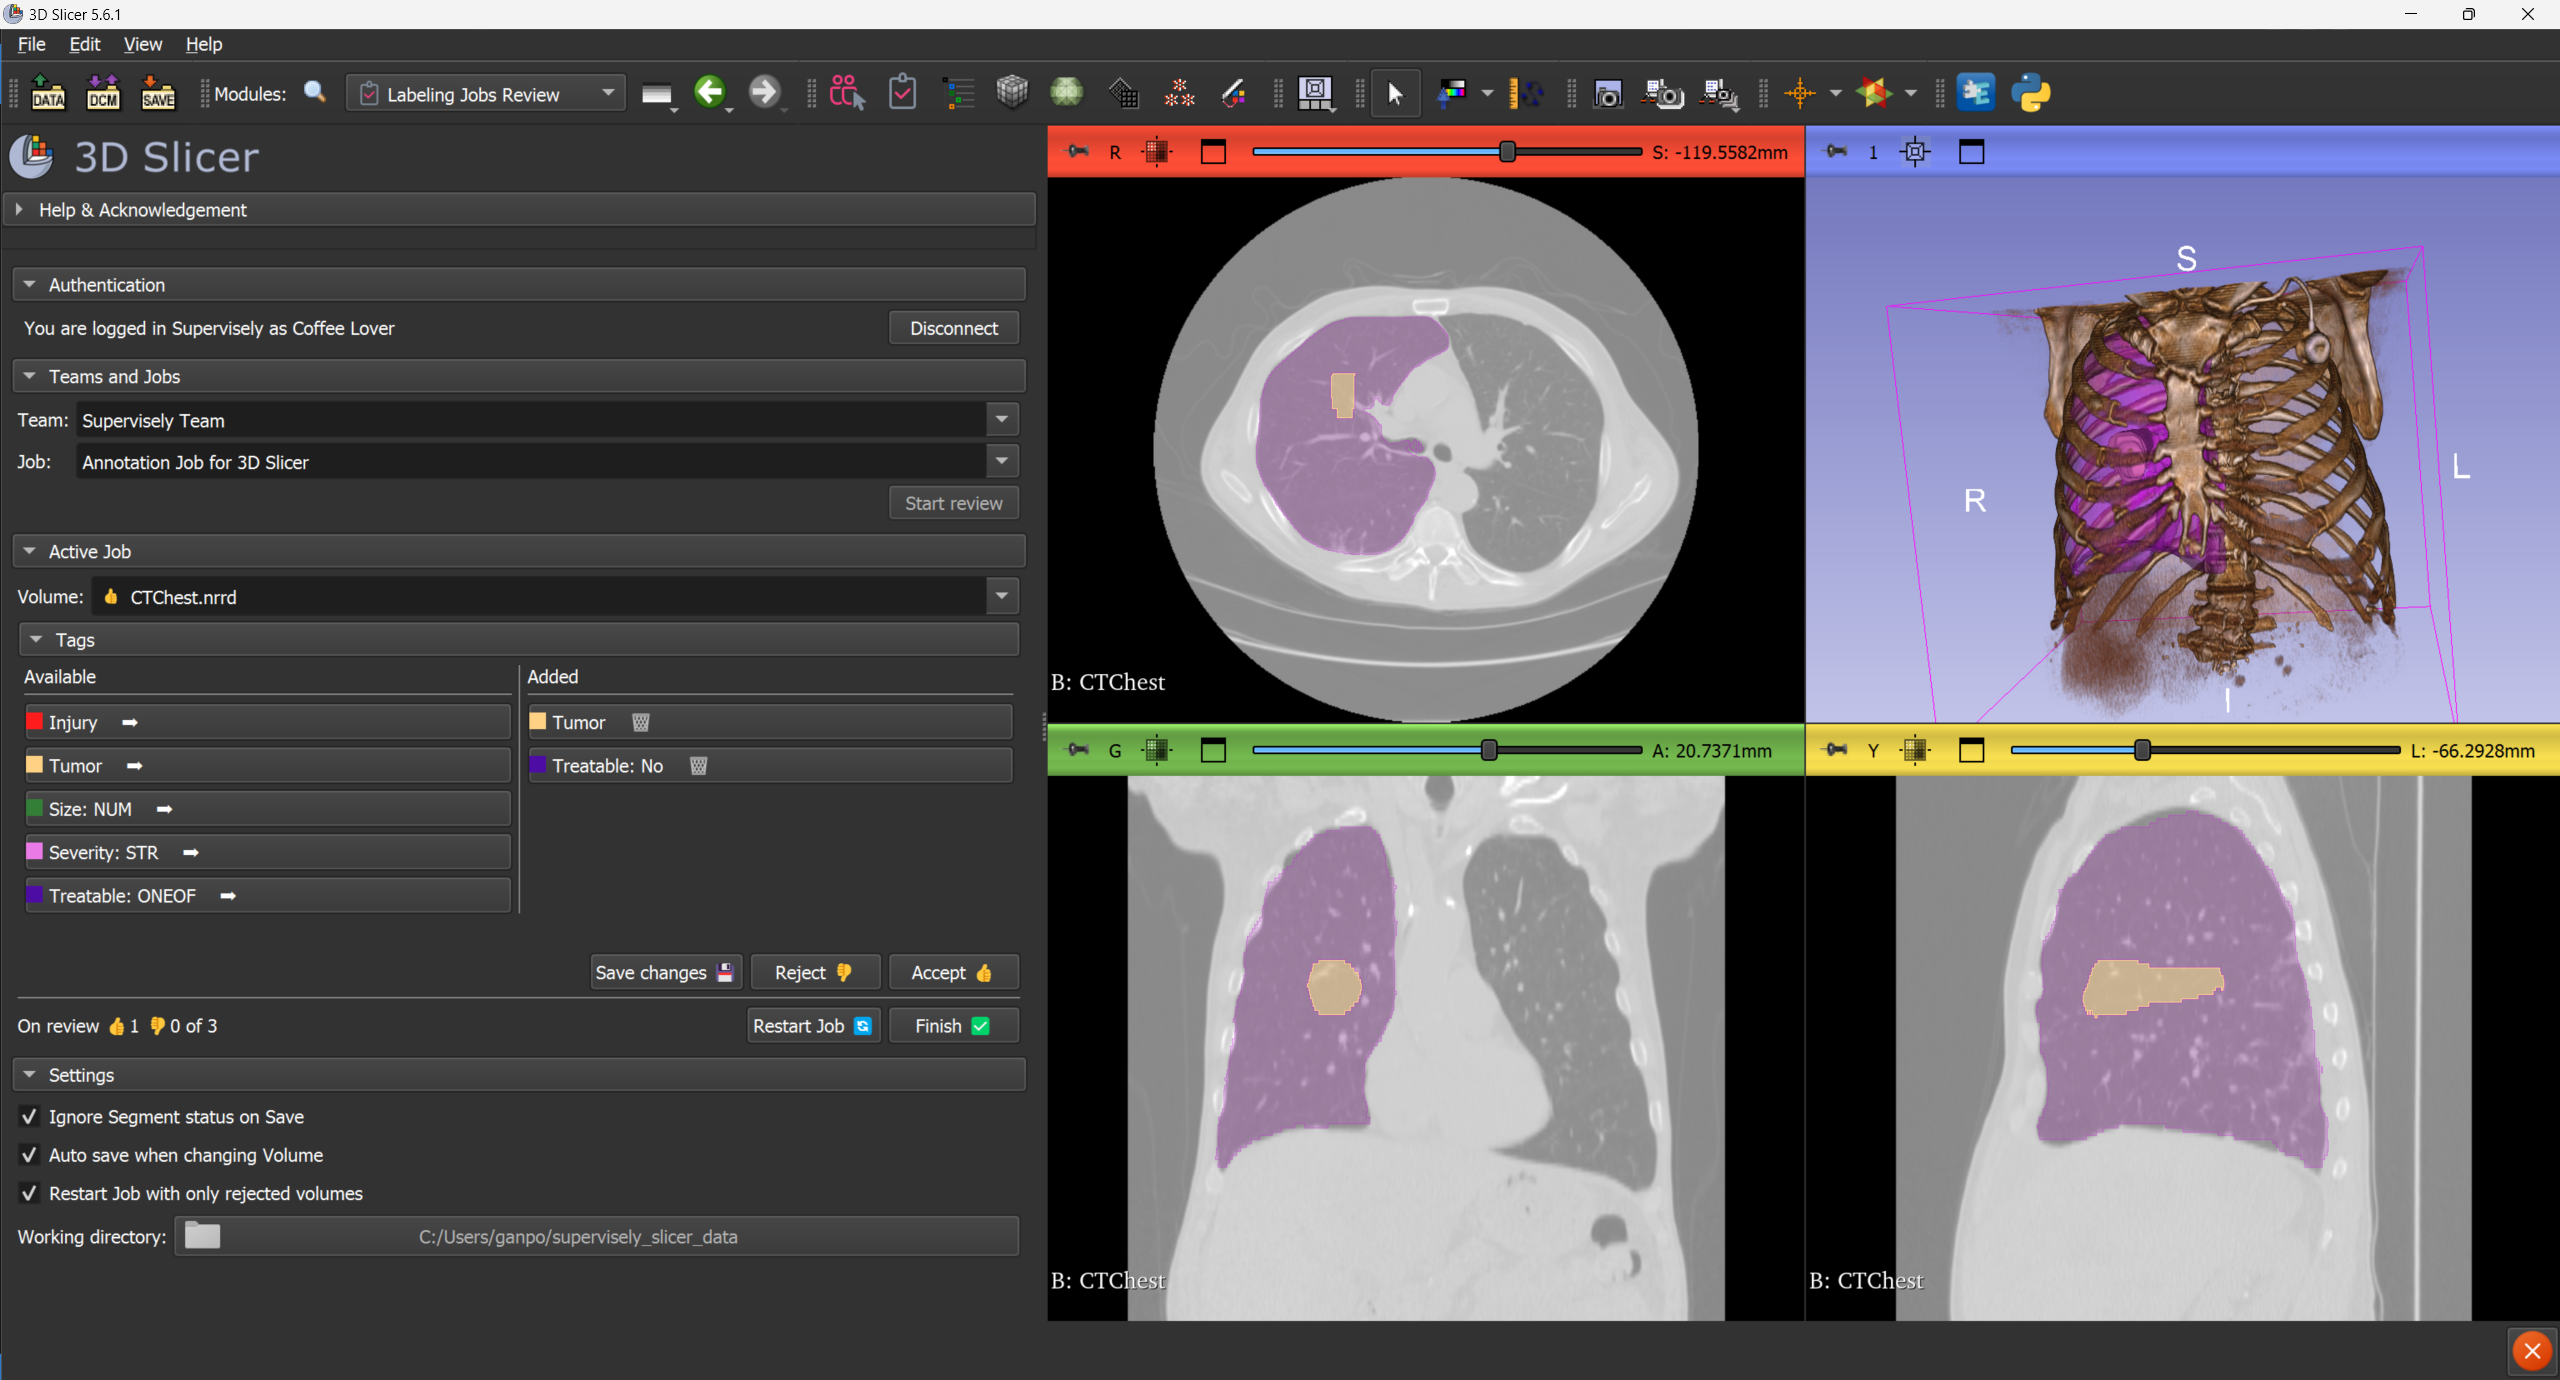 3D Slicer 5.6.1
File Edit View Help
DATA DCM SAVE Modules: Labeling Jobs Review
3D Slicer
Help & Acknowledgement
Authentication
You are logged in Supervisely as Coffee Lover Disconnect
Teams and Jobs
Team: Supervisely Team
Job: Annotation Job for 3D Slicer
Start review
Active Job
Volume: 👍 CTChest.nrrd
Tags
Available Added
Injury ➡ Tumor 🗑
Tumor ➡ Treatable: No 🗑
Size: NUM ➡
Severity: STR ➡
Treatable: ONEOF ➡
Save changes 💾 Reject 👎 Accept 👍
On review 👍 1 👎 0 of 3 Restart Job 🔄 Finish ✅
Settings
✓ Ignore Segment status on Save
✓ Auto save when changing Volume
✓ Restart Job with only rejected volumes
Working directory: C:/Users/ganpo/supervisely_slicer_data
R S: -119.5582mm
B: CTChest
1
S
R
L
I
G A: 20.7371mm
B: CTChest
Y L: -66.2928mm
B: CTChest